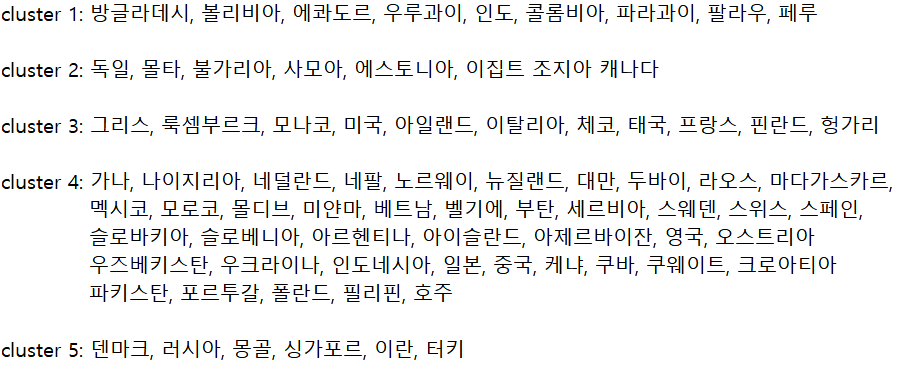 cluster 1: 방글라데시, 볼리비아, 에콰도르, 우루과이, 인도, 콜롬비아, 파라과이, 팔라우, 페루
cluster 2: 독일, 몰타, 불가리아, 사모아, 에스토니아, 이집트 조지아 캐나다
cluster 3: 그리스, 룩셈부르크, 모나코, 미국, 아일랜드, 이탈리아, 체코, 태국, 프랑스, 핀란드, 헝가리
cluster 4: 가나, 나이지리아, 네덜란드, 네팔, 노르웨이, 뉴질랜드, 대만, 두바이, 라오스, 마다가스카르,
멕시코, 모로코, 몰디브, 미얀마, 베트남, 벨기에, 부탄, 세르비아, 스웨덴, 스위스, 스페인,
슬로바키아, 슬로베니아, 아르헨티나, 아이슬란드, 아제르바이잔, 영국, 오스트리아
우즈베키스탄, 우크라이나, 인도네시아, 일본, 중국, 케냐, 쿠바, 쿠웨이트, 크로아티아
파키스탄, 포르투갈, 폴란드, 필리핀, 호주
cluster 5: 덴마크, 러시아, 몽골, 싱가포르, 이란, 터키